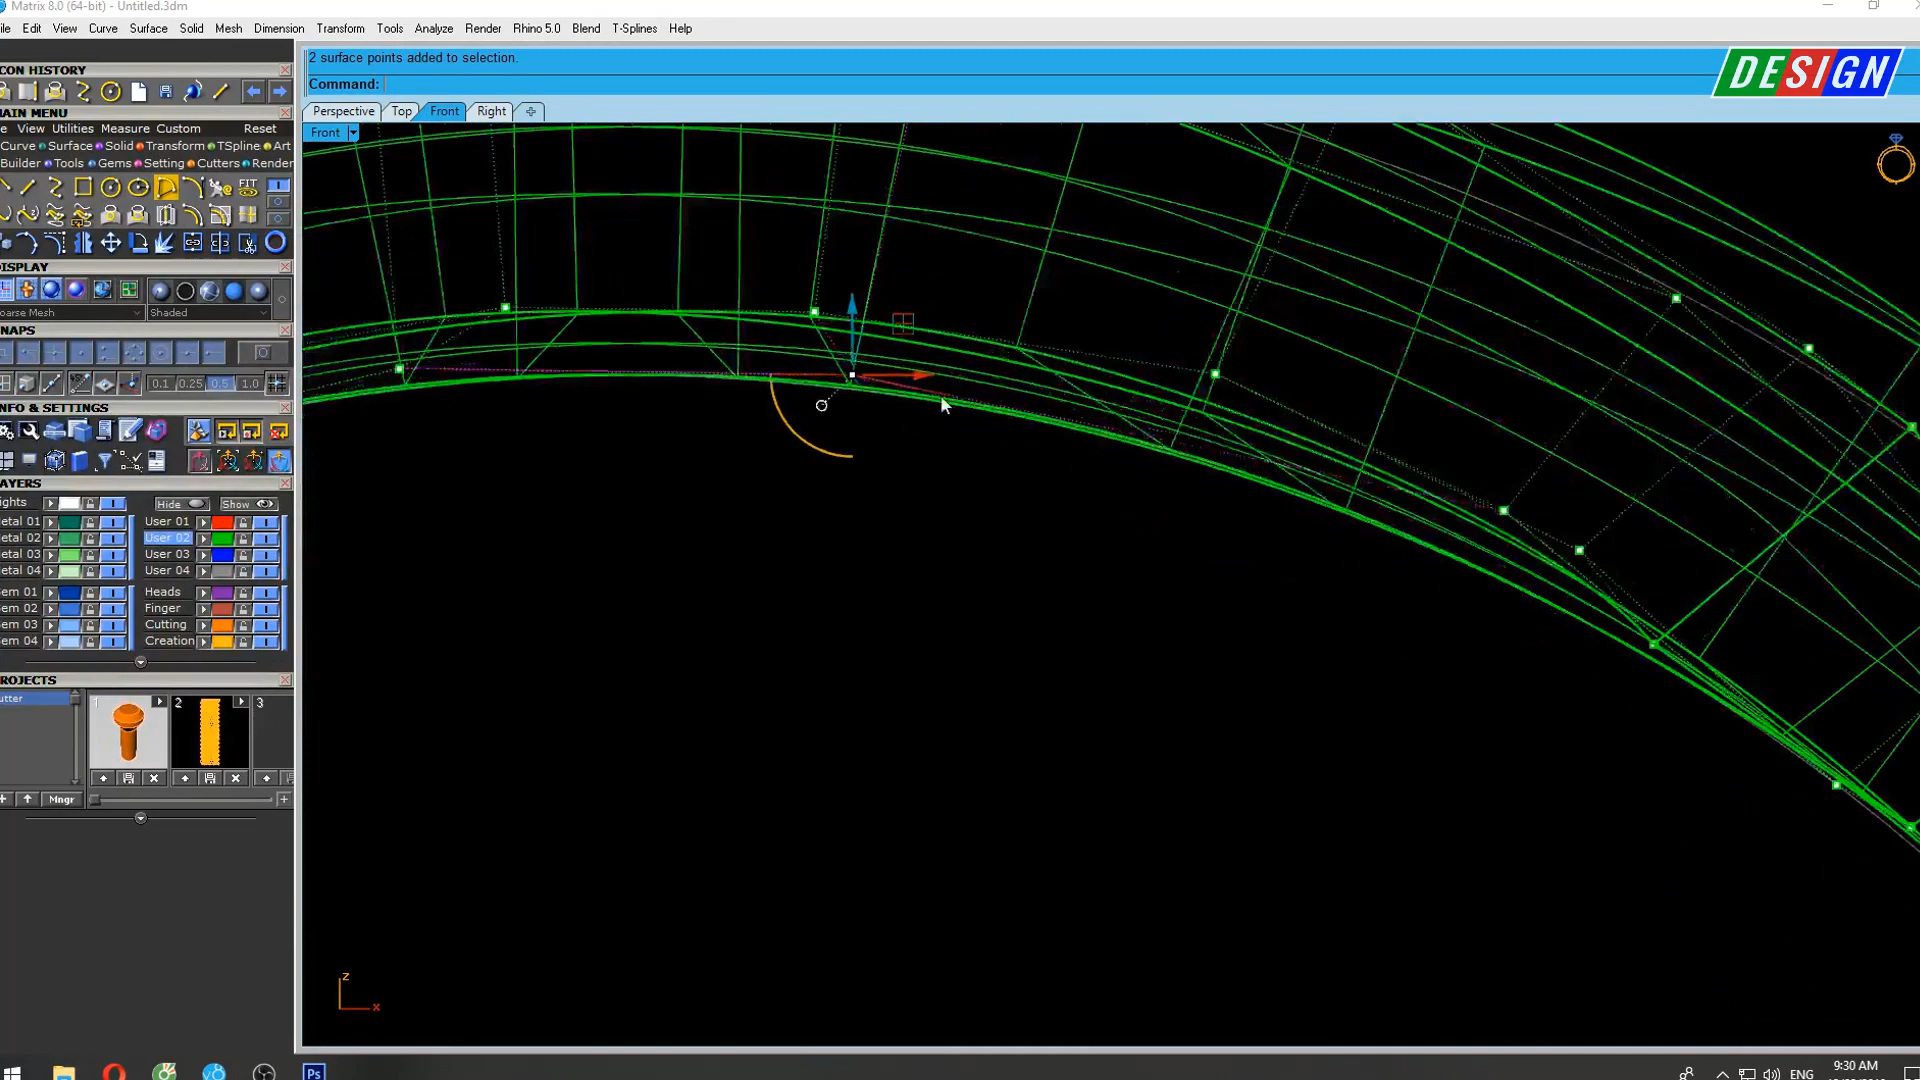 Matrix 8.0 (64-bit) - Untitled.3dm
ile Edit View Curve Surface Solid Mesh Dimension Transform Tools Analyze Render Rhino 5.0 Blend T-Splines Help
2 surface points added to selection.
Command:
DESIGN
Perspective Top Front Right
Front
CON HISTORY
AIN MENU
e View Utilities Measure Custom Reset
Curve Surface Solid Transform TSpline Art
Builder Tools Gems Setting Cutters Render
FIT
ISPLAY
oarse Mesh Shaded
NAPS
0.1 0.25 0.5 1.0
NFO & SETTINGS
AYERS
ights Hide Show
etal 01 User 01
etal 02 User 02
etal 03 User 03
etal 04 User 04
em 01 Heads
em 02 Finger
em 03 Cutting
em 04 Creation
ROJECTS
utter
1 2 3
Mngr
z
x
Ps
ENG
9:30 AM